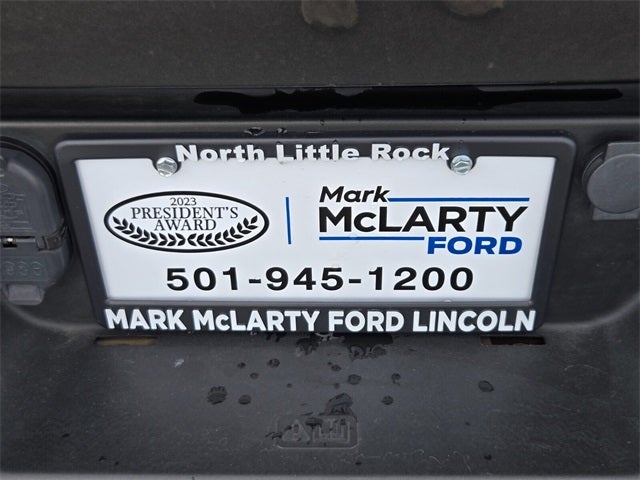 North Little Rock
2023
PRESIDENT'S
AWARD
Mark
McLARTY
FORD
501-945-1200
MARK McLARTY FORD LINCOLN